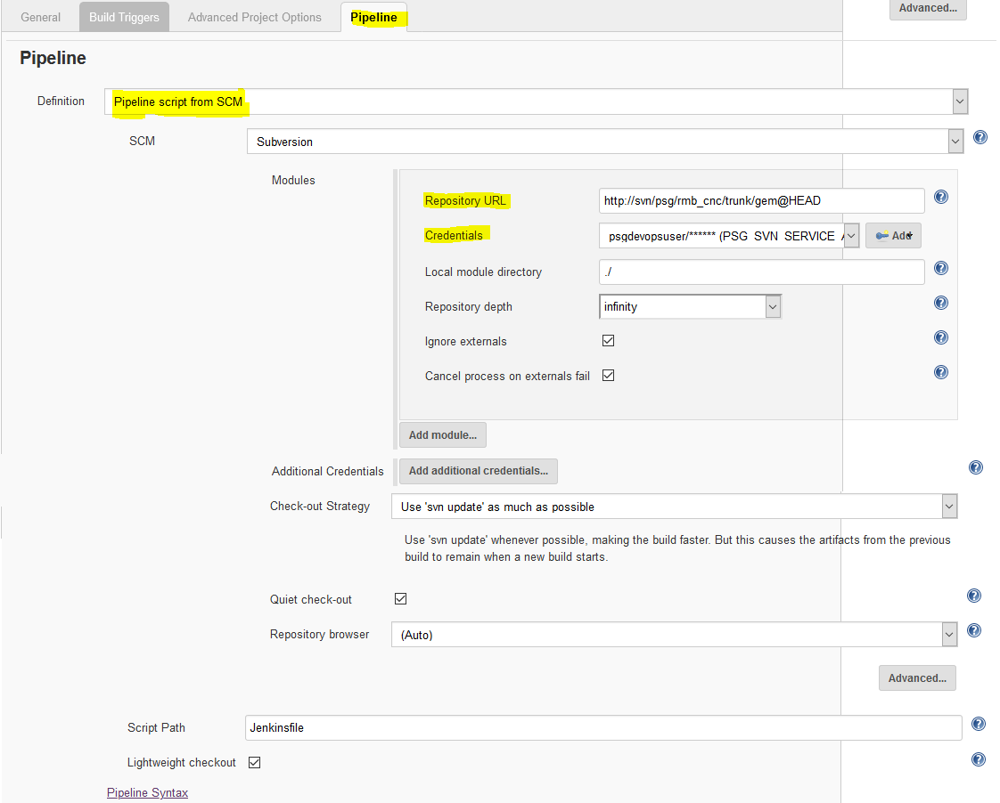 General Build Triggers Advanced Project Options Pipeline Advanced...
Pipeline
Definition Pipeline script from SCM
SCM Subversion
Modules
Repository URL http://svn/psg/rmb_cnc/trunk/gem@HEAD
Credentials psgdevopsuser/****** (PSG_SVN_SERVICE_ Add
Local module directory ./
Repository depth infinity
Ignore externals
Cancel process on externals fail
Add module...
Additional Credentials Add additional credentials...
Check-out Strategy Use 'svn update' as much as possible
Use 'svn update' whenever possible, making the build faster. But this causes the artifacts from the previous
build to remain when a new build starts.
Quiet check-out
Repository browser (Auto)
Advanced...
Script Path Jenkinsfile
Lightweight checkout
Pipeline Syntax